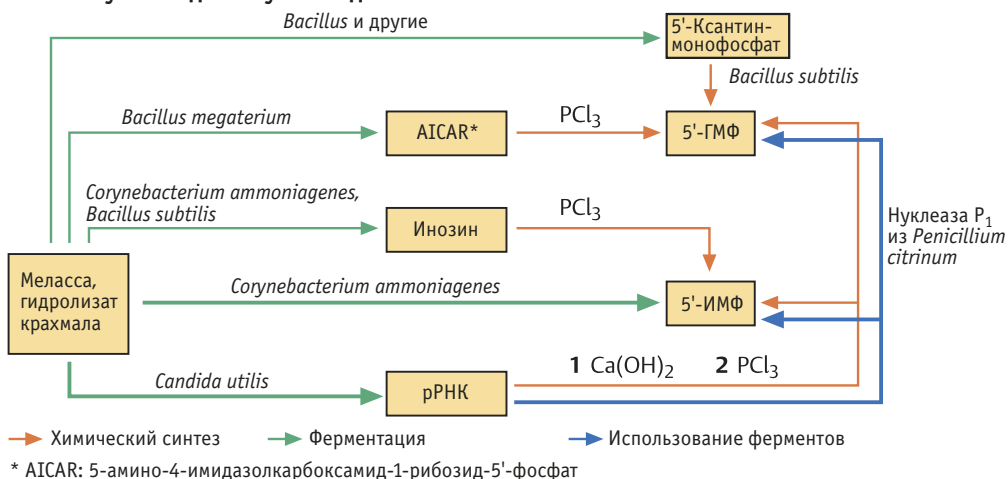 Bacillus и другие
5'-Ксантин-
монофосфат
Bacillus subtilis
Bacillus megaterium
AICAR*
PCl₃
5'-ГМФ
Corynebacterium ammoniagenes,
Bacillus subtilis
Инозин
PCl₃
Нуклеаза P₁
из Penicillium
citrinum
Меласса,
гидролизат
крахмала
Corynebacterium ammoniagenes
5'-ИМФ
Candida utilis
рРНК
1 Ca(OH)₂ 2 PCl₃
Химический синтез
Ферментация
Использование ферментов
* AICAR: 5-амино-4-имидазолкарбоксамид-1-рибозид-5'-фосфат